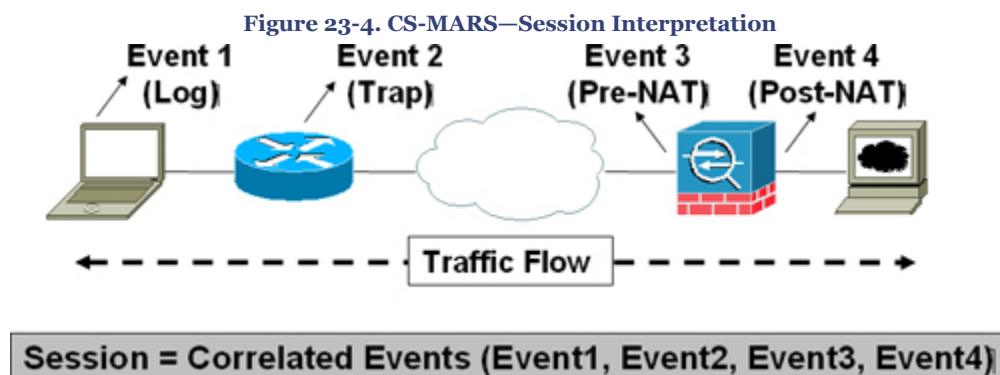 Figure 23-4. CS-MARS—Session Interpretation
Event 1 (Log)
Event 2 (Trap)
Event 3 (Pre-NAT)
Event 4 (Post-NAT)
Traffic Flow
Session = Correlated Events (Event1, Event2, Event3, Event4)